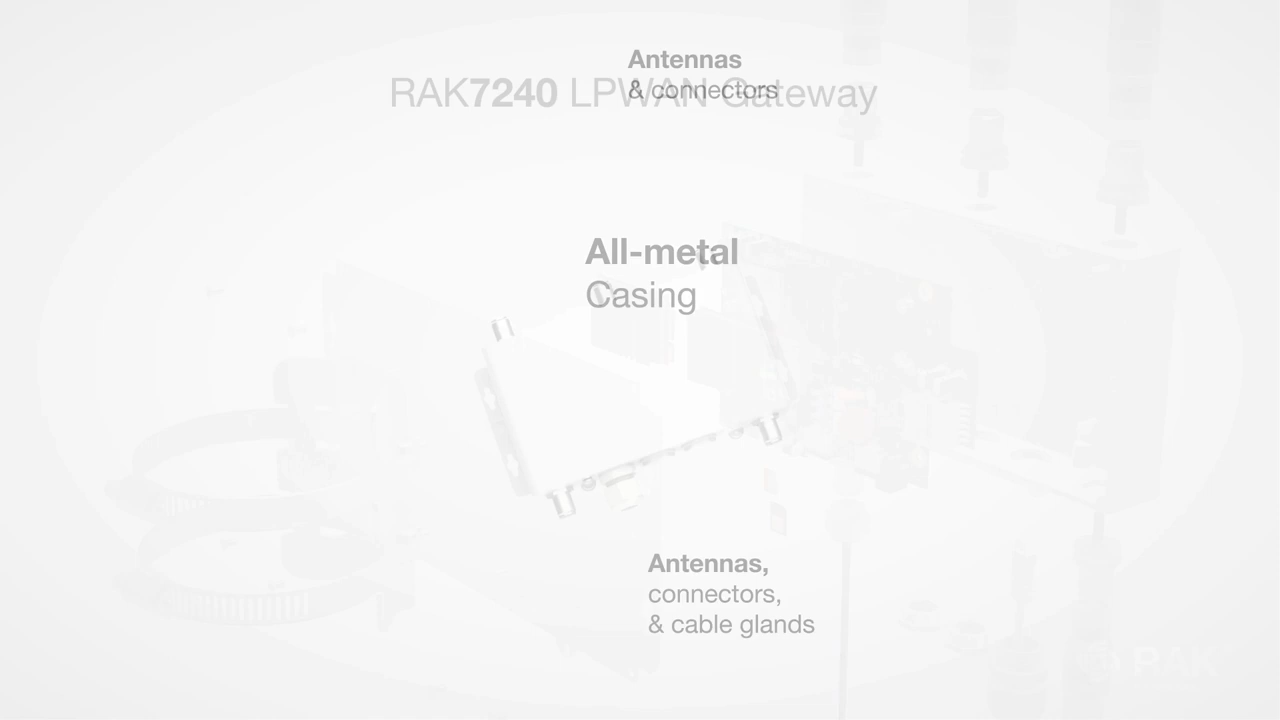 Antennas
& connectors
RAK7240 LPWAN Gateway
All-metal
Casing
Antennas,
connectors,
& cable glands
RAK